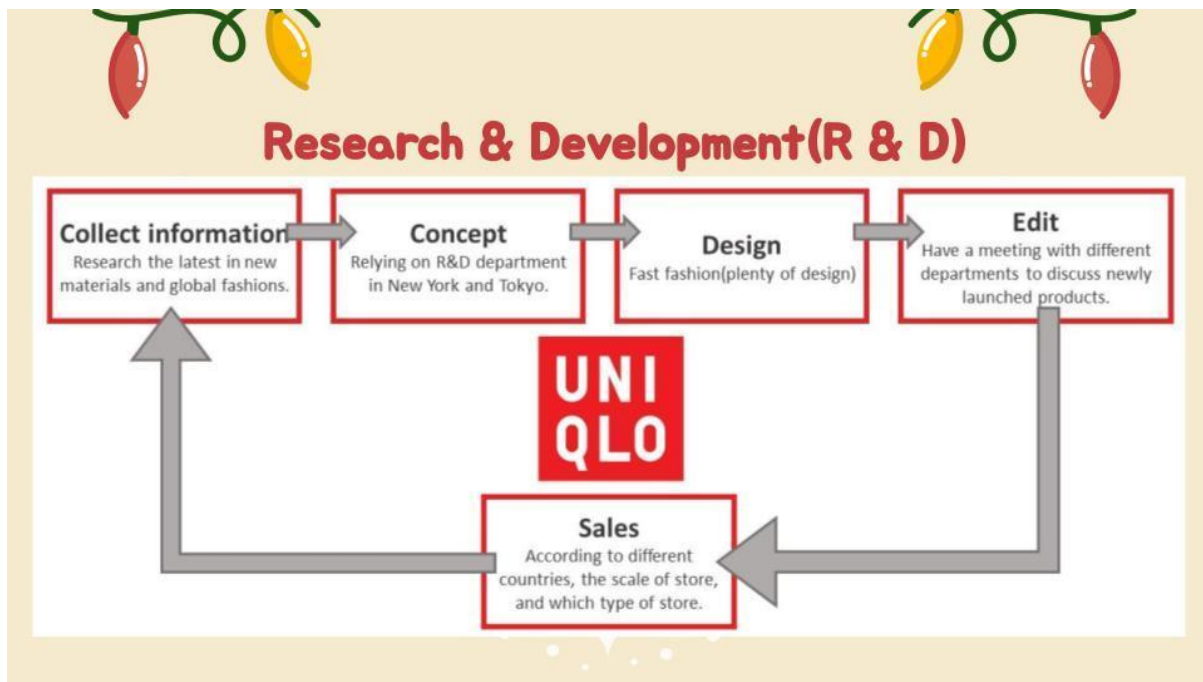 Research & Development(R & D)
Collect information
Research the latest in new
materials and global fashions.
Concept
Relying on R&D department
in New York and Tokyo.
Design
Fast fashion(plenty of design)
Edit
Have a meeting with different
departments to discuss newly
launched products.
UNI
QLO
Sales
According to different
countries, the scale of store,
and which type of store.